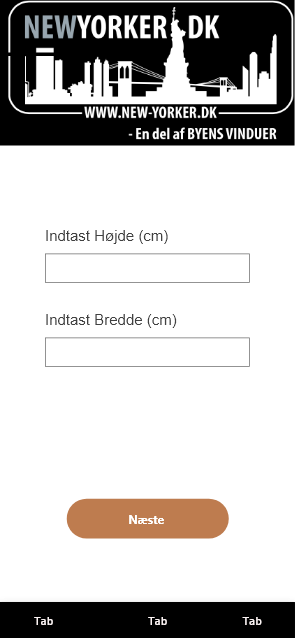 NEWYORKER.DK
WWW.NEW-YORKER.DK
- En del af BYENS VINDUER
Indtast Højde (cm)
Indtast Bredde (cm)
Næste
Tab Tab Tab